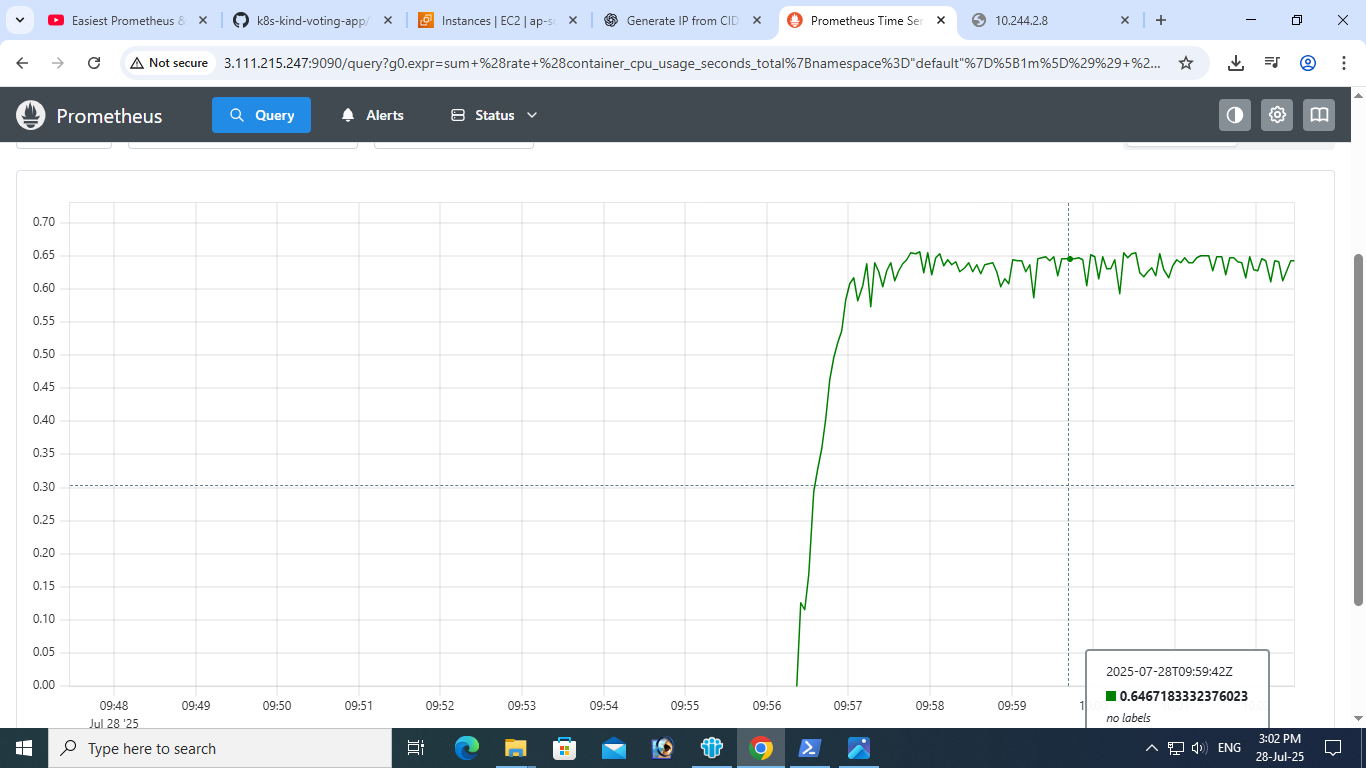 Easiest Prometheus &
k8s-kind-voting-app/
Instances | EC2 | ap-so
Generate IP from CID
Prometheus Time Ser
10.244.2.8
Not secure
3.111.215.247:9090/query?g0.expr=sum+%28rate+%28container_cpu_usage_seconds_total%7Bnamespace%3D"default"%7D%5B1m%5D%29%29+%2...
Prometheus
Query
Alerts
Status
0.70
0.65
0.60
0.55
0.50
0.45
0.40
0.35
0.30
0.25
0.20
0.15
0.10
0.05
0.00
09:48
09:49
09:50
09:51
09:52
09:53
09:54
09:55
09:56
09:57
09:58
09:59
Jul 28 '25
2025-07-28T09:59:42Z
0.6467183332376023
no labels
Type here to search
ENG
3:02 PM
28-Jul-25